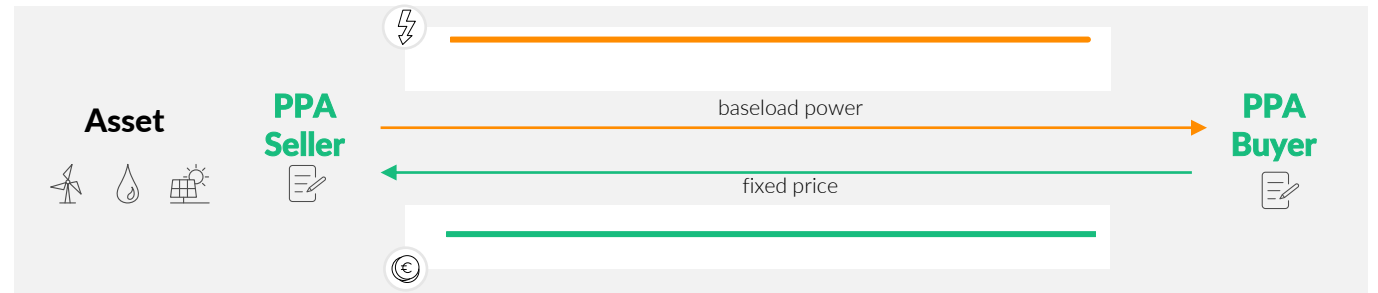 Asset
PPA
Seller
baseload power
fixed price
€
PPA
Buyer